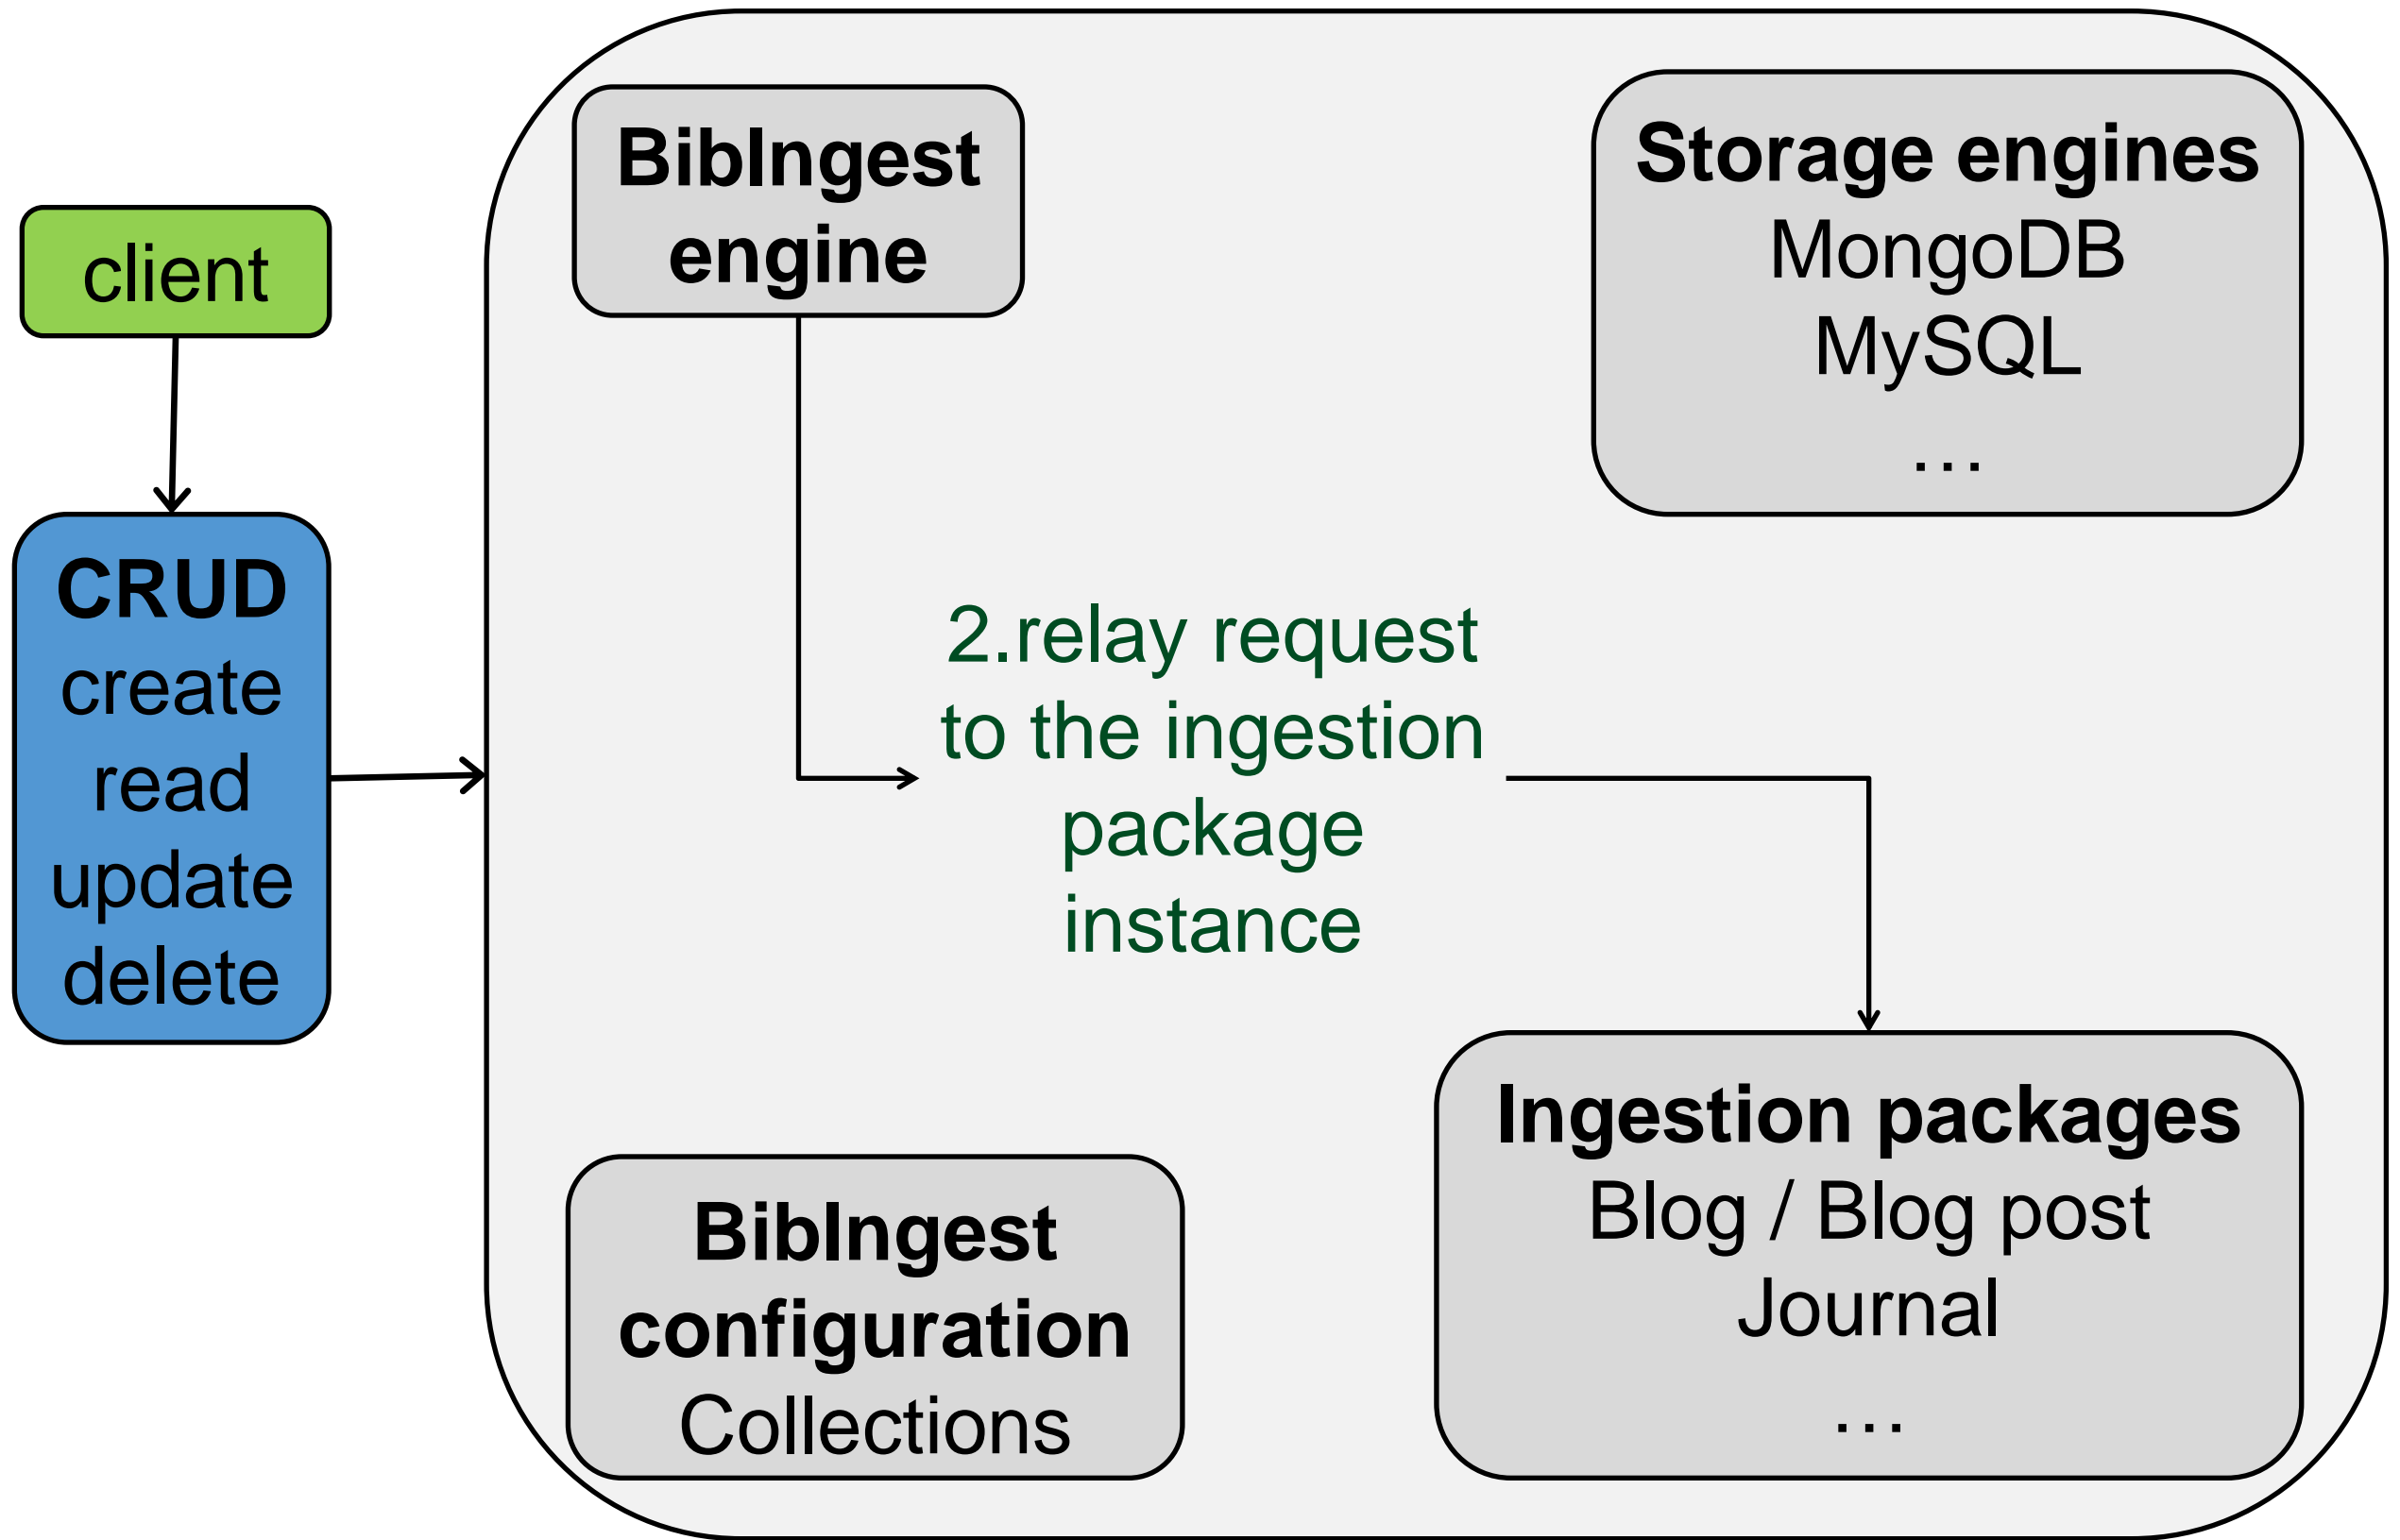 client
CRUD
create
read
update
delete
BibIngest
engine
Storage engines
MongoDB
MySQL
...
2.relay request
to the ingestion
package
instance
BibIngest
configuration
Collections
Ingestion packages
Blog / Blog post
Journal
...